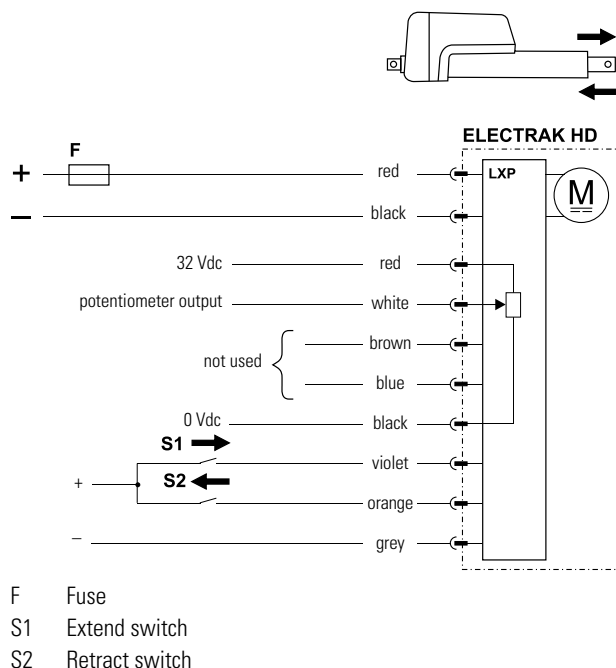 ELECTRAK HD
F
+ red LXP
M
− black
32 Vdc red
potentiometer output white
brown
not used
blue
0 Vdc black
S1 violet
+ S2
orange
− grey
F Fuse
S1 Extend switch
S2 Retract switch